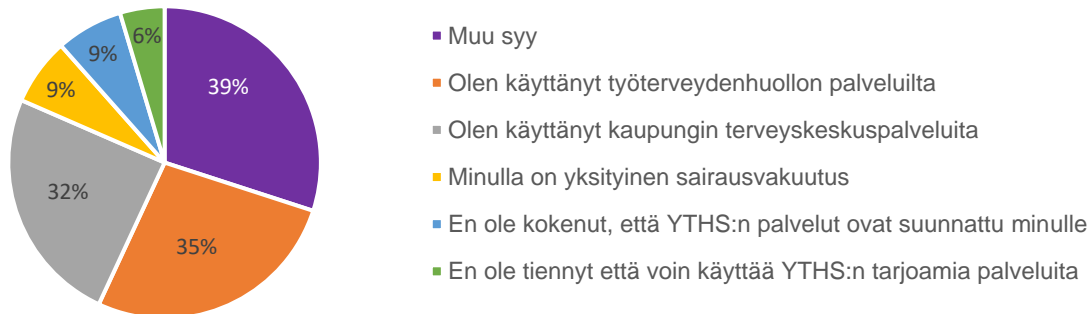 6%
9%
9%
39%
32%
35%
Muu syy
Olen käyttänyt työterveydenhuollon palveluilta
Olen käyttänyt kaupungin terveyskeskuspalveluita
Minulla on yksityinen sairausvakuutus
En ole kokenut, että YTHS:n palvelut ovat suunnattu minulle
En ole tiennyt että voin käyttää YTHS:n tarjoamia palveluita